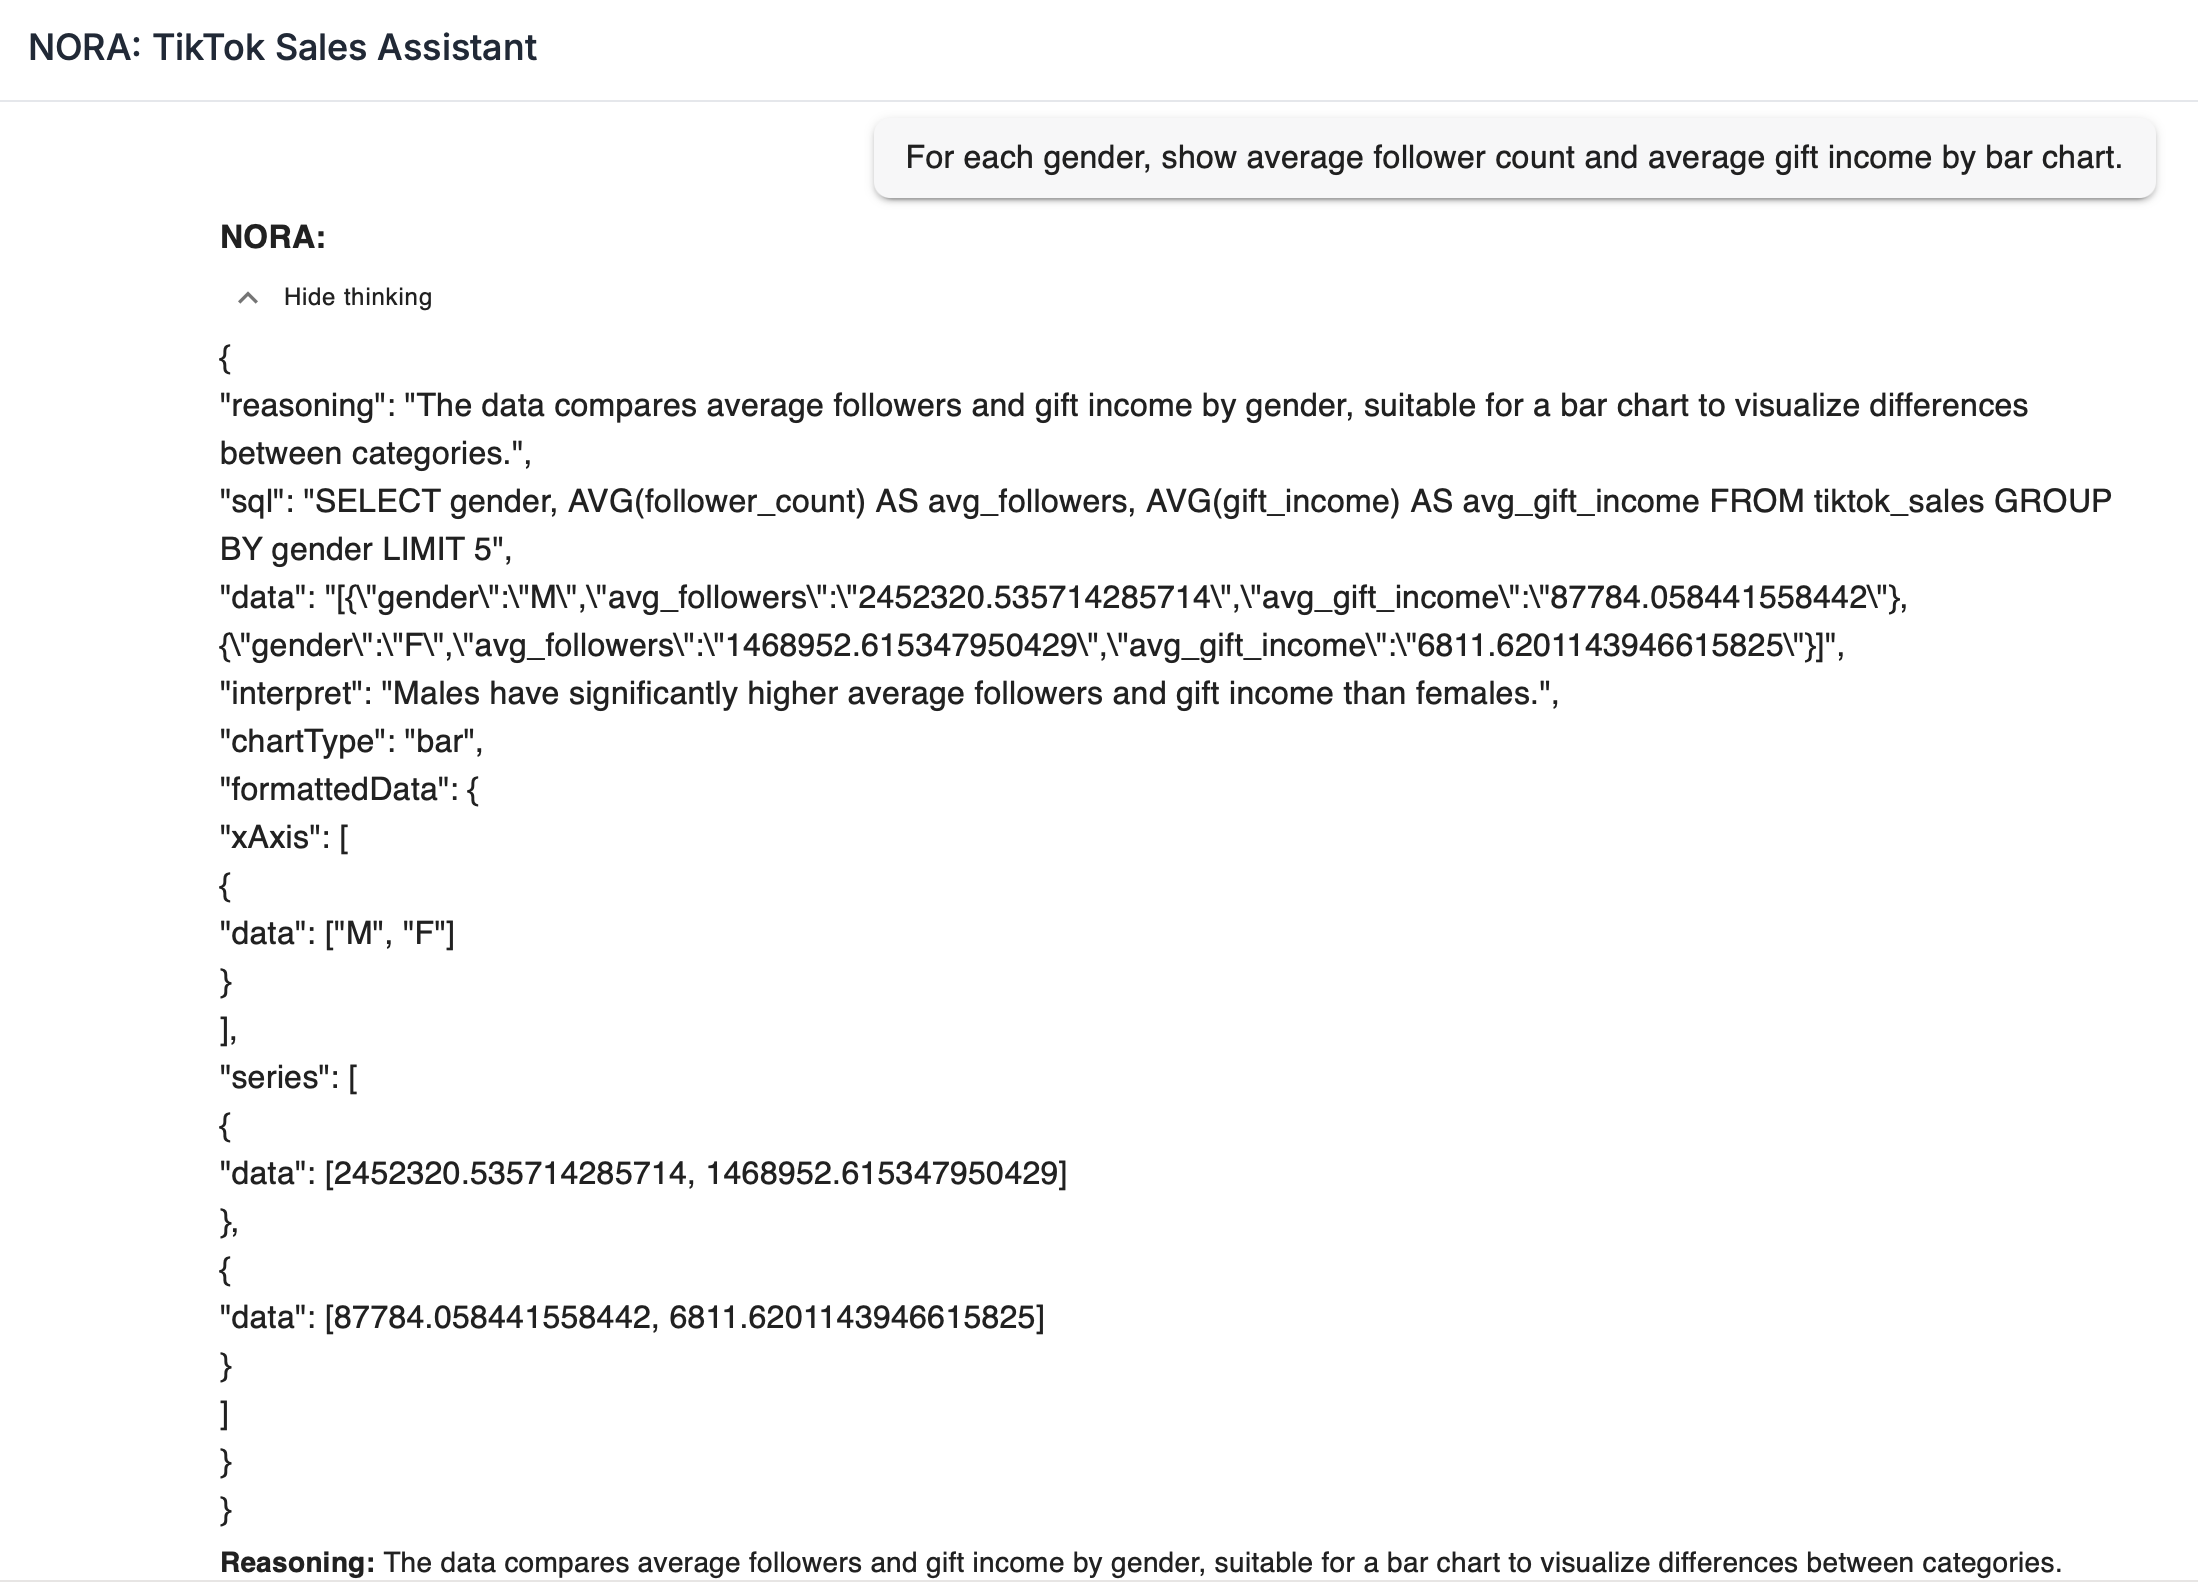 NORA: TikTok Sales Assistant
For each gender, show average follower count and average gift income by bar chart.
NORA:
Hide thinking
{
"reasoning": "The data compares average followers and gift income by gender, suitable for a bar chart to visualize differences
between categories.",
"sql": "SELECT gender, AVG(follower_count) AS avg_followers, AVG(gift_income) AS avg_gift_income FROM tiktok_sales GROUP
BY gender LIMIT 5",
"data": "[{\"gender\":\"M\",\"avg_followers\":\"2452320.535714285714\",\"avg_gift_income\":\"87784.058441558442\"},
{\"gender\":\"F\",\"avg_followers\":\"1468952.615347950429\",\"avg_gift_income\":\"6811.6201143946615825\"}]",
"interpret": "Males have significantly higher average followers and gift income than females.",
"chartType": "bar",
"formattedData": {
"xAxis": [
{
"data": ["M", "F"]
}
],
"series": [
{
"data": [2452320.535714285714, 1468952.615347950429]
},
{
"data": [87784.058441558442, 6811.6201143946615825]
}
]
}
}
Reasoning: The data compares average followers and gift income by gender, suitable for a bar chart to visualize differences between categories.